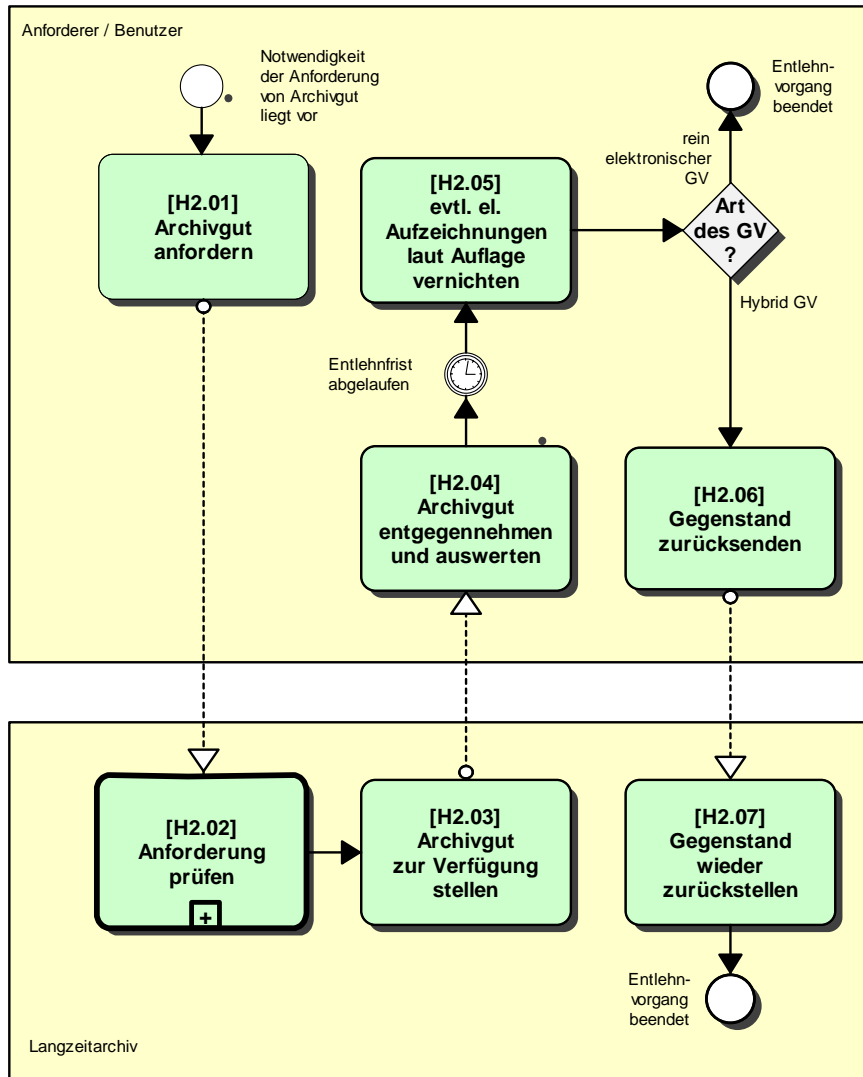 Anforderer / Benutzer
Notwendigkeit
der Anforderung
von Archivgut
liegt vor
[H2.01]
Archivgut
anfordern
[H2.05]
evtl. el.
Aufzeichnungen
laut Auflage
vernichten
Entlehn-
vorgang
beendet
rein
elektronischer
GV
Art
des GV
?
Hybrid GV
Entlehnfrist
abgelaufen
[H2.04]
Archivgut
entgegennehmen
und auswerten
[H2.06]
Gegenstand
zurücksenden
[H2.02]
Anforderung
prüfen
+
[H2.03]
Archivgut
zur Verfügung
stellen
[H2.07]
Gegenstand
wieder
zurückstellen
Entlehn-
vorgang
beendet
Langzeitarchiv